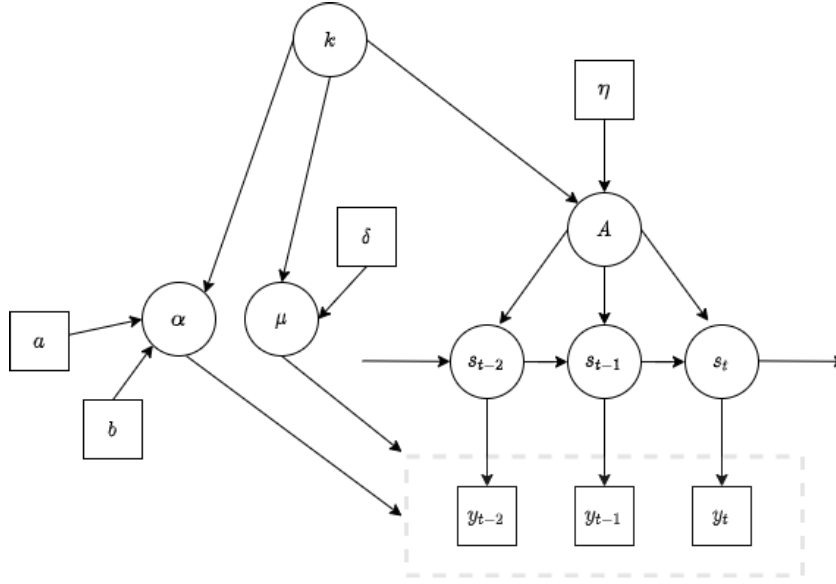 k
η
A
δ
α
μ
a
b
s_{t-2}
s_{t-1}
s_t
y_{t-2}
y_{t-1}
y_t